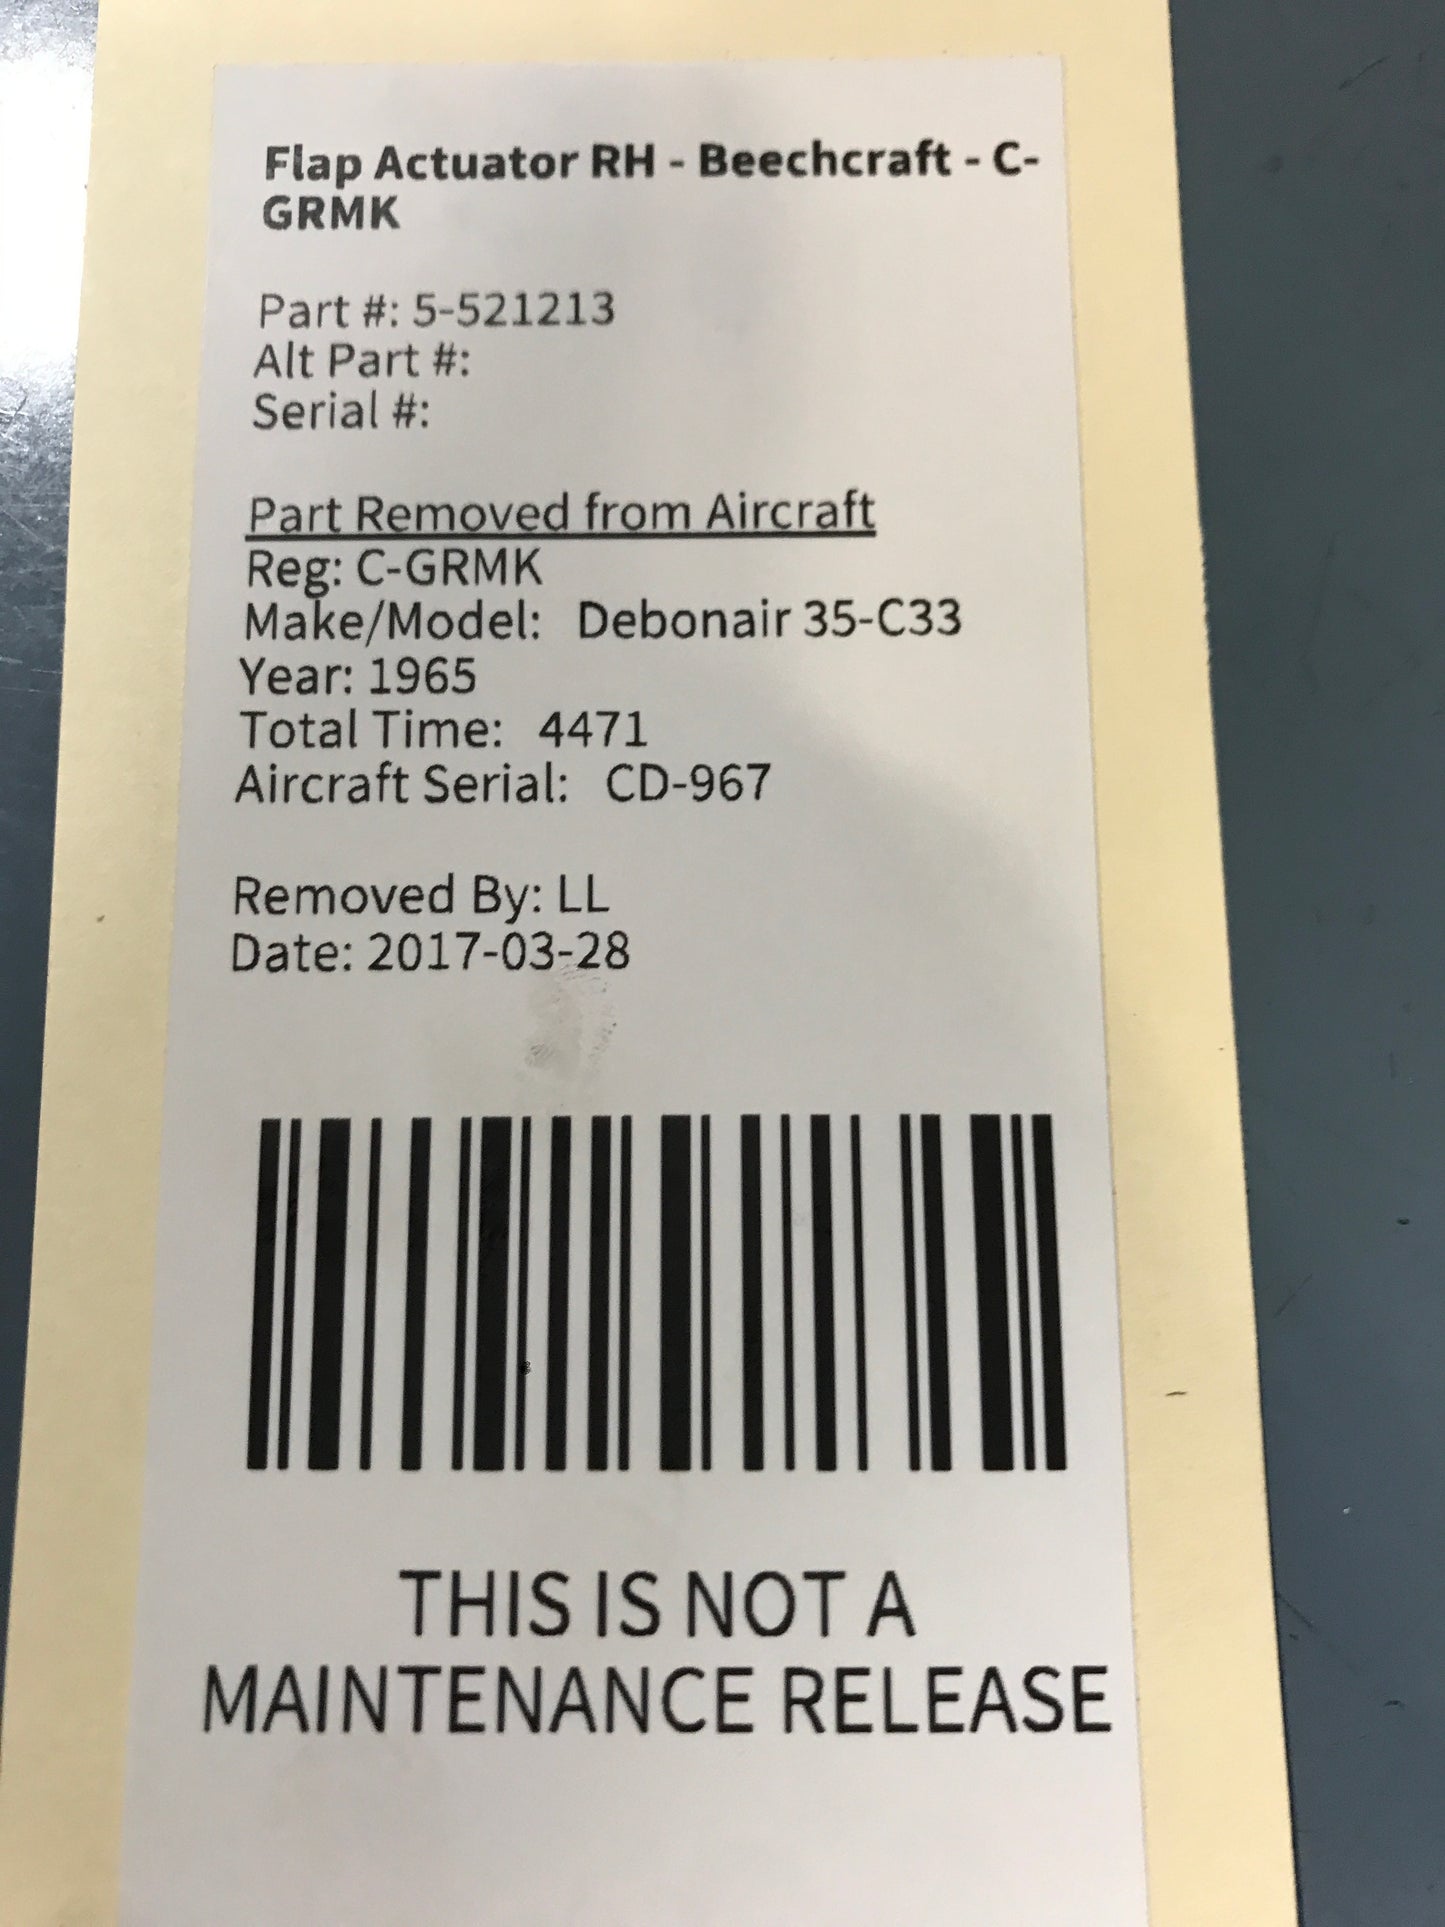 Flap Actuator RH - Beechcraft - C-
GRMK
Part #: 5-521213
Alt Part #:
Serial #:
Part Removed from Aircraft
Reg: C-GRMK
Make/Model: Debonair 35-C33
Year: 1965
Total Time: 4471
Aircraft Serial: CD-967
Removed By: LL
Date: 2017-03-28
THIS IS NOT A
MAINTENANCE RELEASE